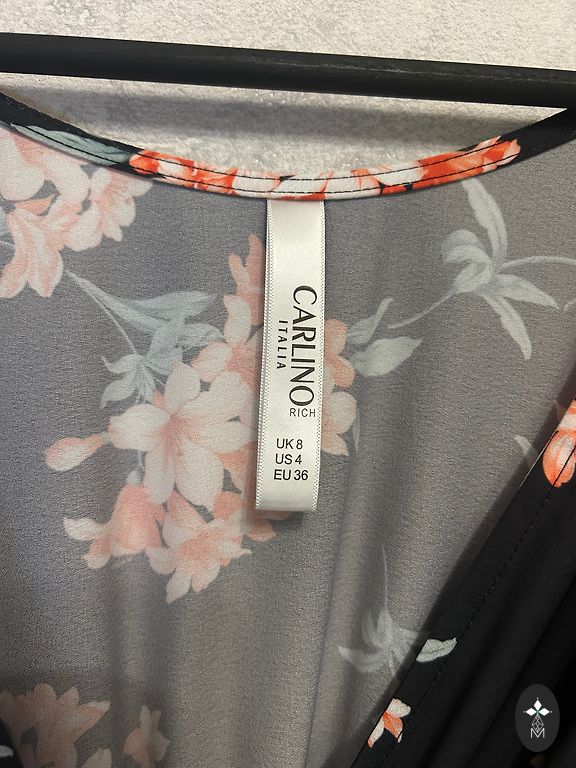 CARLINO
ITALIA
RICH
UK 8
US 4
EU 36
M